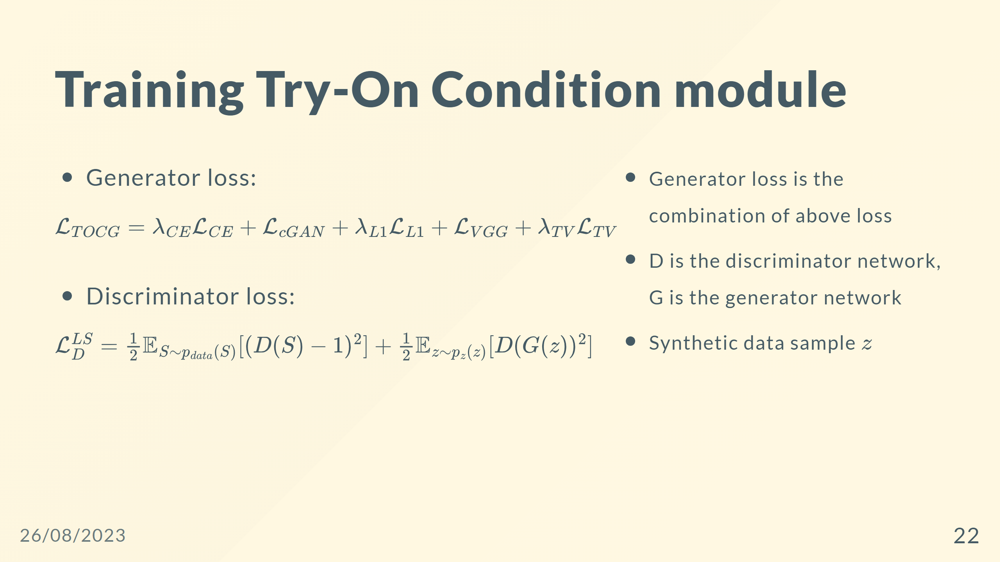 Training Try-On Condition module
• Generator loss:
$\mathcal{L}_{TOCG} = \lambda_{CE}\mathcal{L}_{CE} + \mathcal{L}_{cGAN} + \lambda_{L1}\mathcal{L}_{L1} + \mathcal{L}_{VGG} + \lambda_{TV}\mathcal{L}_{TV}$
• Discriminator loss:
$\mathcal{L}_{D}^{LS} = \frac{1}{2}\mathbb{E}_{S \sim p_{data}(S)}[(D(S) - 1)^2] + \frac{1}{2}\mathbb{E}_{z \sim p_z(z)}[D(G(z))^2]$
• Generator loss is the
combination of above loss
• D is the discriminator network,
G is the generator network
• Synthetic data sample $z$
26/08/2023
22